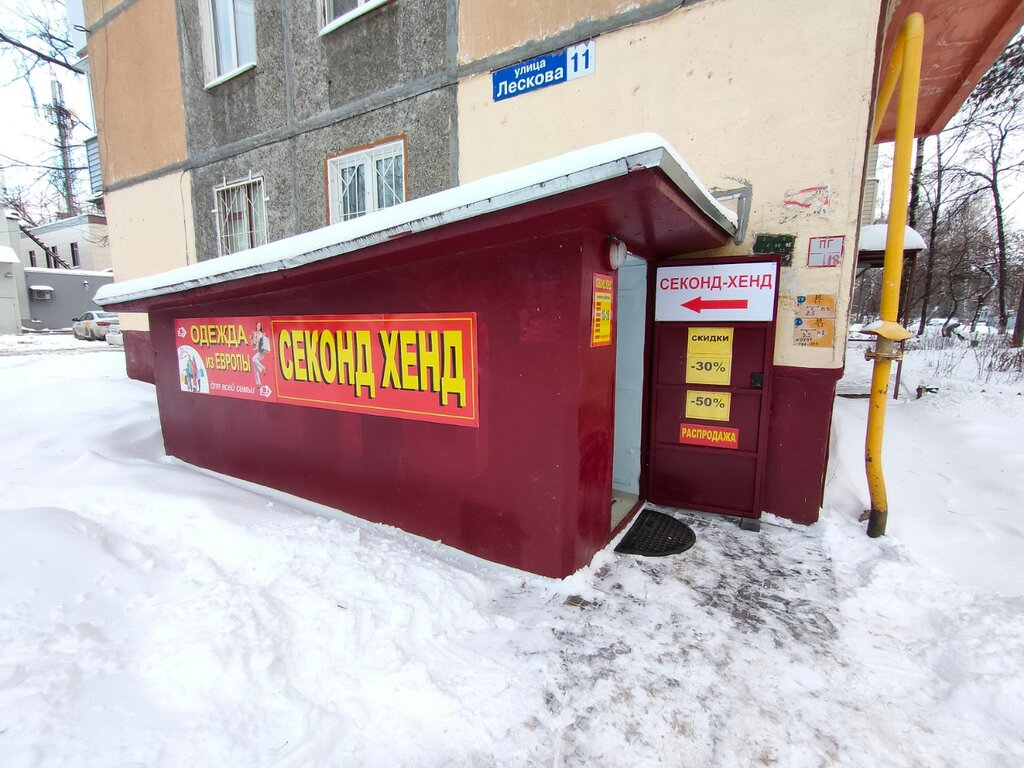 улица
Лескова
11
ОДЕЖДА
из ЕВРОПЫ
для всей семьи
СЕКОНД ХЕНД
СЕКОНД-ХЕНД
СКИДКИ
-30%
-50%
РАСПРОДАЖА
ПГ